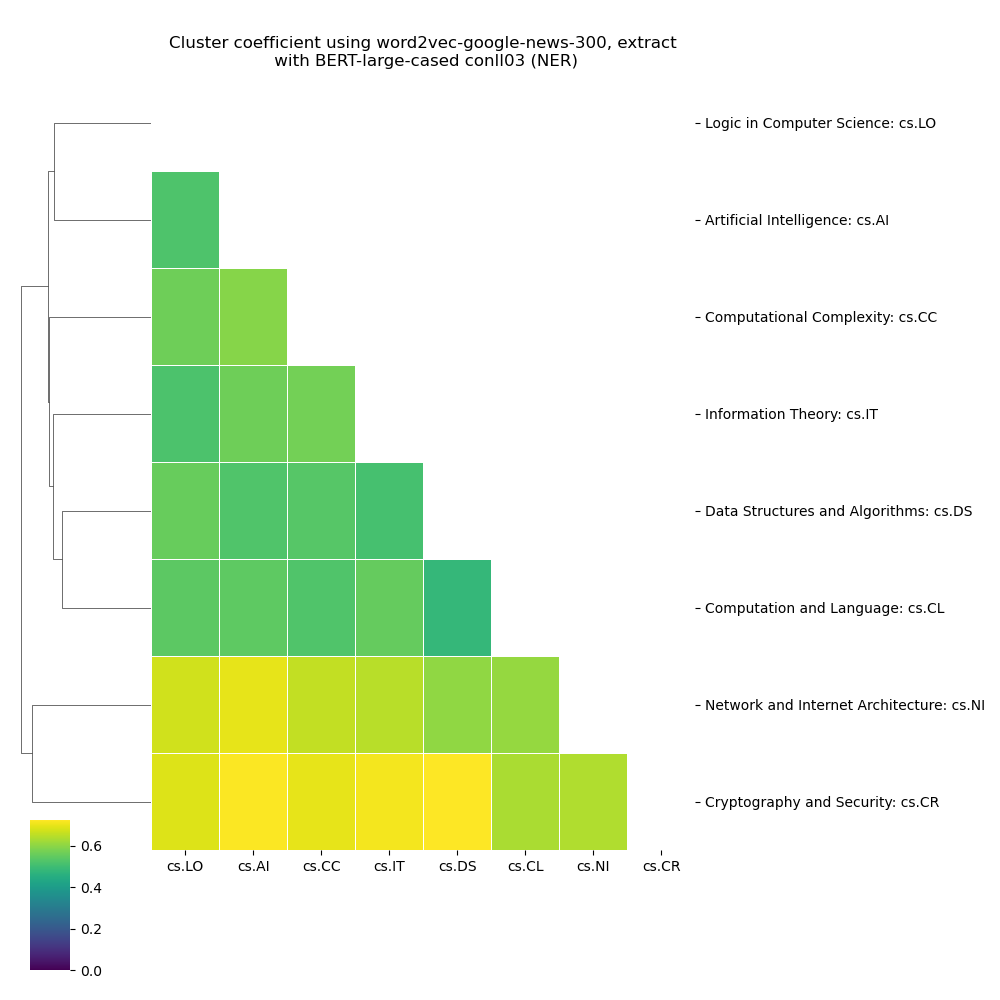 Cluster coefficient using word2vec-google-news-300, extract
with BERT-large-cased conll03 (NER)
Logic in Computer Science: cs.LO
Artificial Intelligence: cs.AI
Computational Complexity: cs.CC
Information Theory: cs.IT
Data Structures and Algorithms: cs.DS
Computation and Language: cs.CL
Network and Internet Architecture: cs.NI
Cryptography and Security: cs.CR
cs.LO cs.AI cs.CC cs.IT cs.DS cs.CL cs.NI cs.CR
0.6
0.4
0.2
0.0